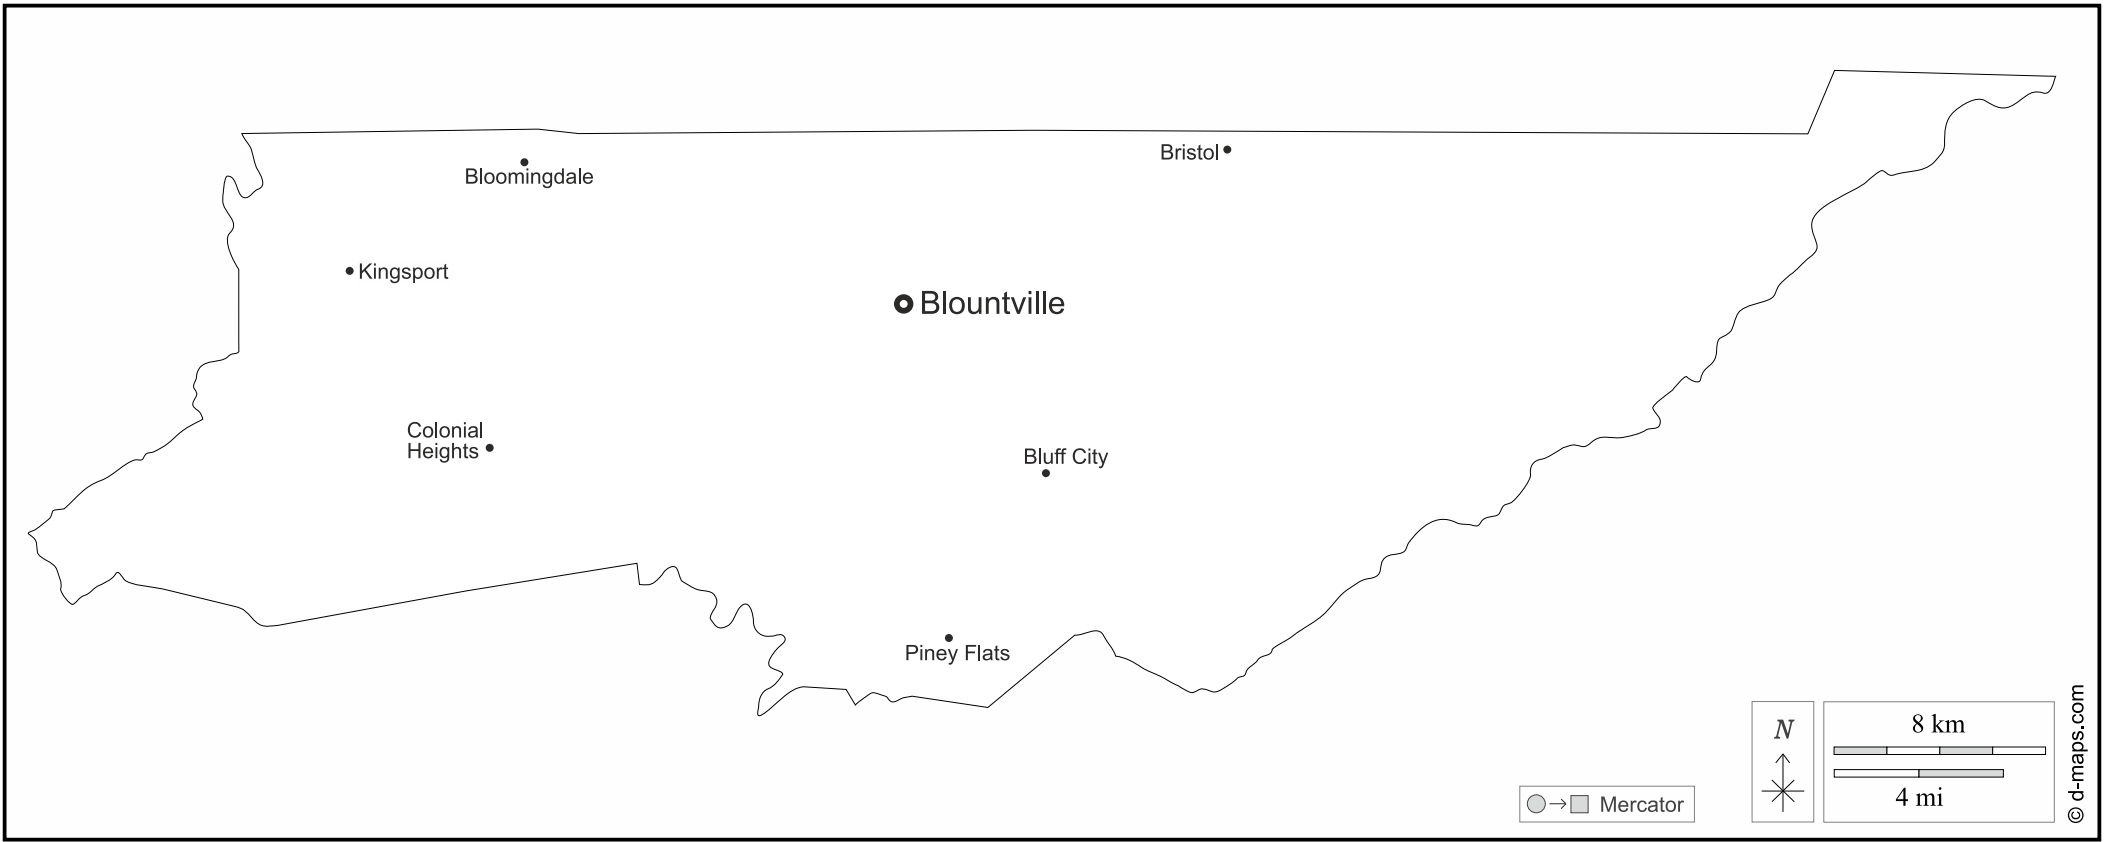 Bristol
Bloomingdale
Kingsport
Blountville
Colonial
Heights
Bluff City
Piney Flats
N
8 km
4 mi
Mercator
© d-maps.com